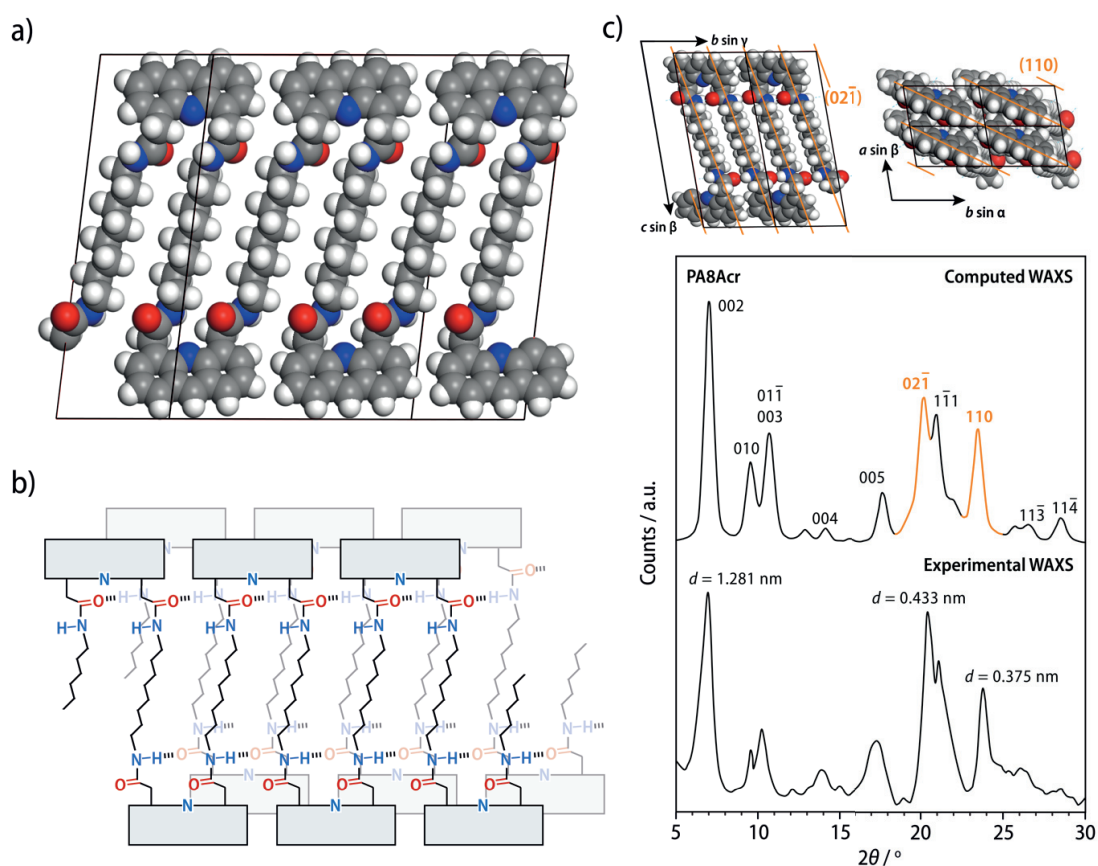 a)
b)
N
N
N
O
H
N
O
H
N
O
H
N
O
H
N
O
H
N
O
H
N
O
H
N
H
N
H
N
H
N
H
N
H
N
H
N
N
H
N
H
N
H
N
H
N
H
N
H
N
H
O
N
H
O
N
H
O
N
H
O
N
H
O
N
H
O
N
H
O
N
N
N
N
N
c)
b sin γ
(021̄)
c sin β
(110)
a sin β
b sin α
PA8Acr
Computed WAXS
002
021̄
11̄1
110
011̄
003
010
005
004
113̄
114̄
Experimental WAXS
d = 1.281 nm
d = 0.433 nm
d = 0.375 nm
Counts / a.u.
5
10
15
20
25
30
2θ / °